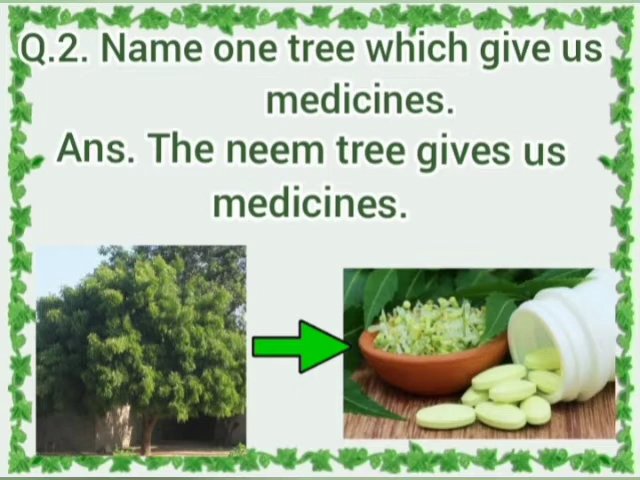 Q.2. Name one tree which give us
medicines.
Ans. The neem tree gives us
medicines.